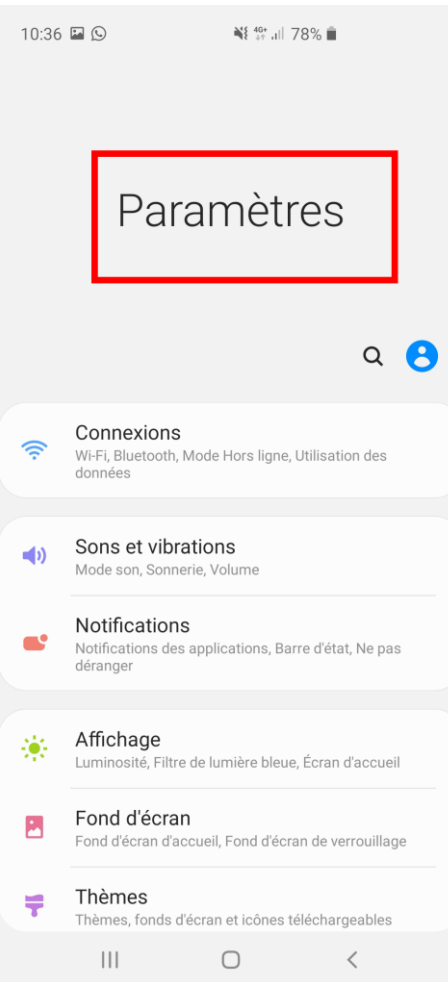 10:36 4G+ 78%
Paramètres
Connexions
Wi-Fi, Bluetooth, Mode Hors ligne, Utilisation des
données
Sons et vibrations
Mode son, Sonnerie, Volume
Notifications
Notifications des applications, Barre d'état, Ne pas
déranger
Affichage
Luminosité, Filtre de lumière bleue, Écran d'accueil
Fond d'écran
Fond d'écran d'accueil, Fond d'écran de verrouillage
Thèmes
Thèmes, fonds d'écran et icônes téléchargeables